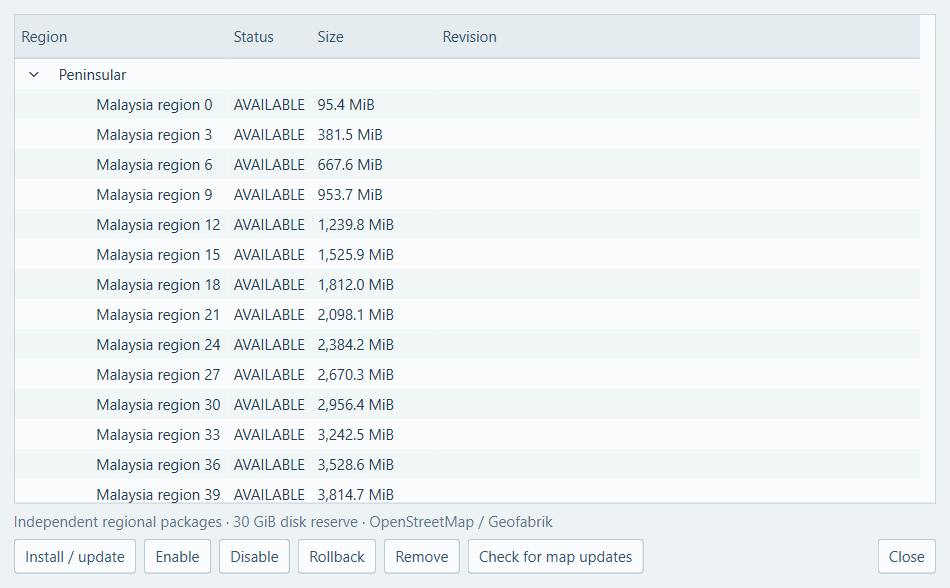 Region Status Size Revision
Peninsular
Malaysia region 0 AVAILABLE 95.4 MiB
Malaysia region 3 AVAILABLE 381.5 MiB
Malaysia region 6 AVAILABLE 667.6 MiB
Malaysia region 9 AVAILABLE 953.7 MiB
Malaysia region 12 AVAILABLE 1,239.8 MiB
Malaysia region 15 AVAILABLE 1,525.9 MiB
Malaysia region 18 AVAILABLE 1,812.0 MiB
Malaysia region 21 AVAILABLE 2,098.1 MiB
Malaysia region 24 AVAILABLE 2,384.2 MiB
Malaysia region 27 AVAILABLE 2,670.3 MiB
Malaysia region 30 AVAILABLE 2,956.4 MiB
Malaysia region 33 AVAILABLE 3,242.5 MiB
Malaysia region 36 AVAILABLE 3,528.6 MiB
Malaysia region 39 AVAILABLE 3,814.7 MiB
Independent regional packages · 30 GiB disk reserve · OpenStreetMap / Geofabrik
Install / update Enable Disable Rollback Remove Check for map updates Close